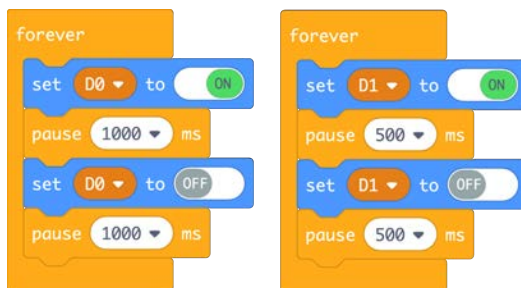 forever
set D0 to ON
pause 1000 ms
set D0 to OFF
pause 1000 ms
forever
set D1 to ON
pause 500 ms
set D1 to OFF
pause 500 ms